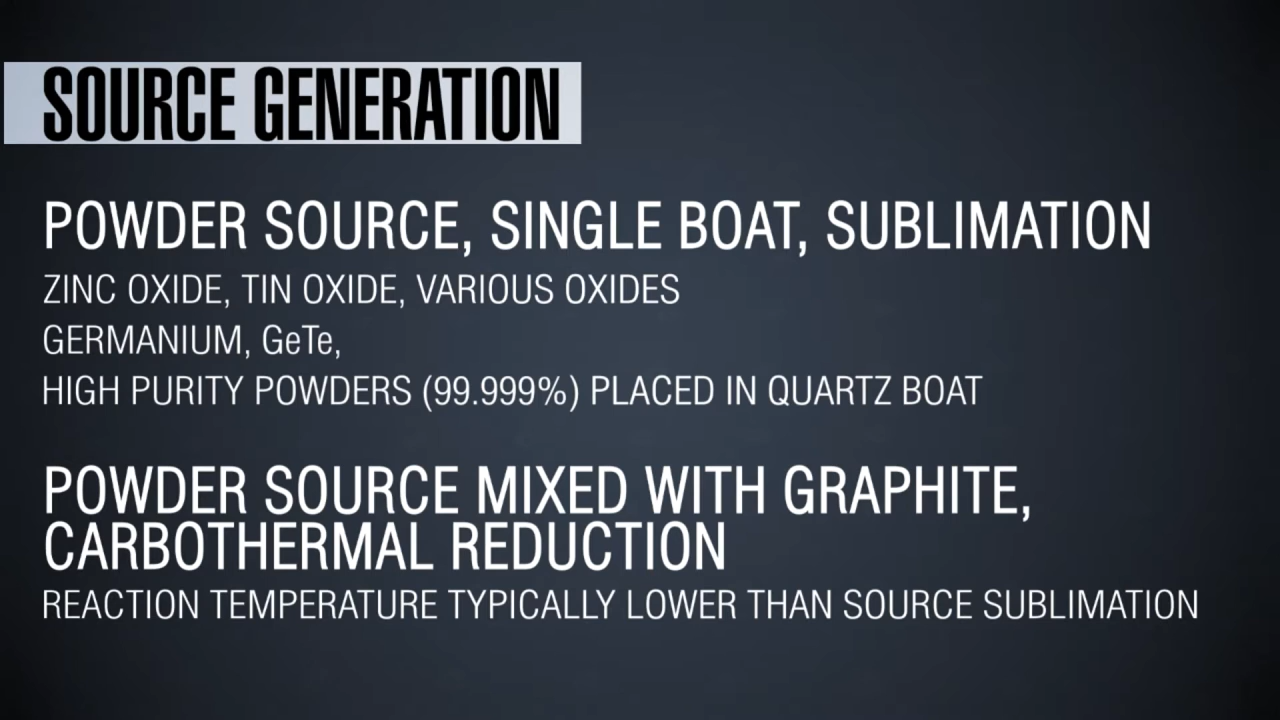 SOURCE GENERATION
POWDER SOURCE, SINGLE BOAT, SUBLIMATION
ZINC OXIDE, TIN OXIDE, VARIOUS OXIDES
GERMANIUM, GeTe,
HIGH PURITY POWDERS (99.999%) PLACED IN QUARTZ BOAT
POWDER SOURCE MIXED WITH GRAPHITE,
CARBOTHERMAL REDUCTION
REACTION TEMPERATURE TYPICALLY LOWER THAN SOURCE SUBLIMATION